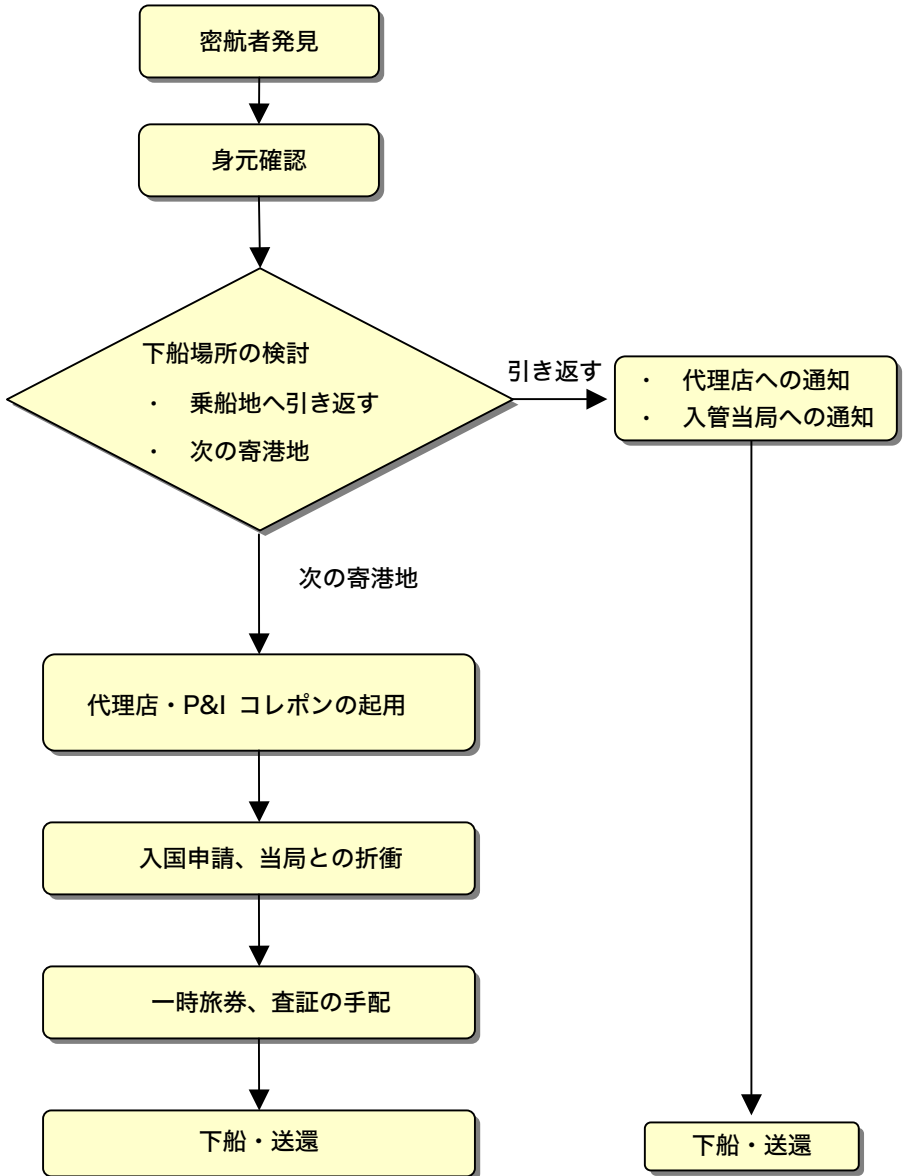 密航者発見
身元確認
下船場所の検討
・ 乗船地へ引き返す
・ 次の寄港地
引き返す
・ 代理店への通知
・ 入管当局への通知
次の寄港地
代理店・P&I コレポンの起用
入国申請、当局との折衝
一時旅券、査証の手配
下船・送還
下船・送還